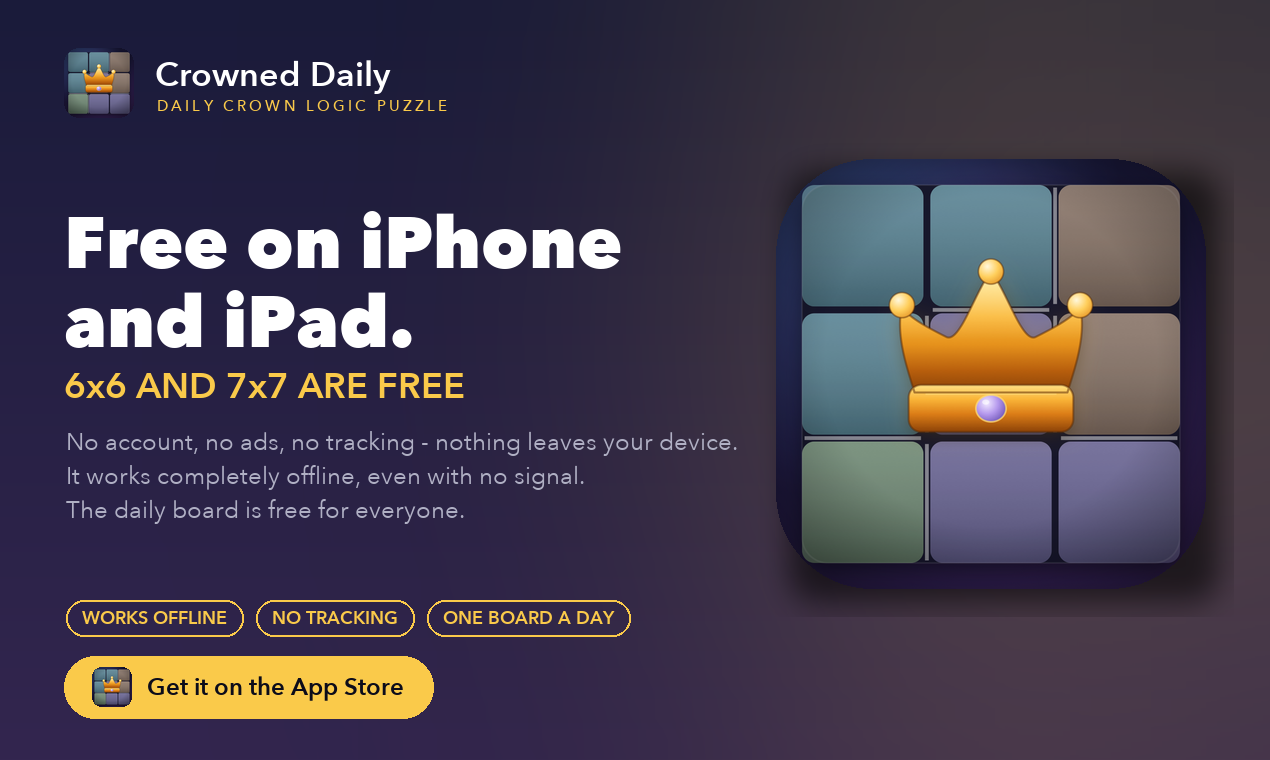 Crowned Daily
DAILY CROWN LOGIC PUZZLE
Free on iPhone
and iPad.
6x6 AND 7x7 ARE FREE
No account, no ads, no tracking - nothing leaves your device.
It works completely offline, even with no signal.
The daily board is free for everyone.
WORKS OFFLINE NO TRACKING ONE BOARD A DAY
Get it on the App Store